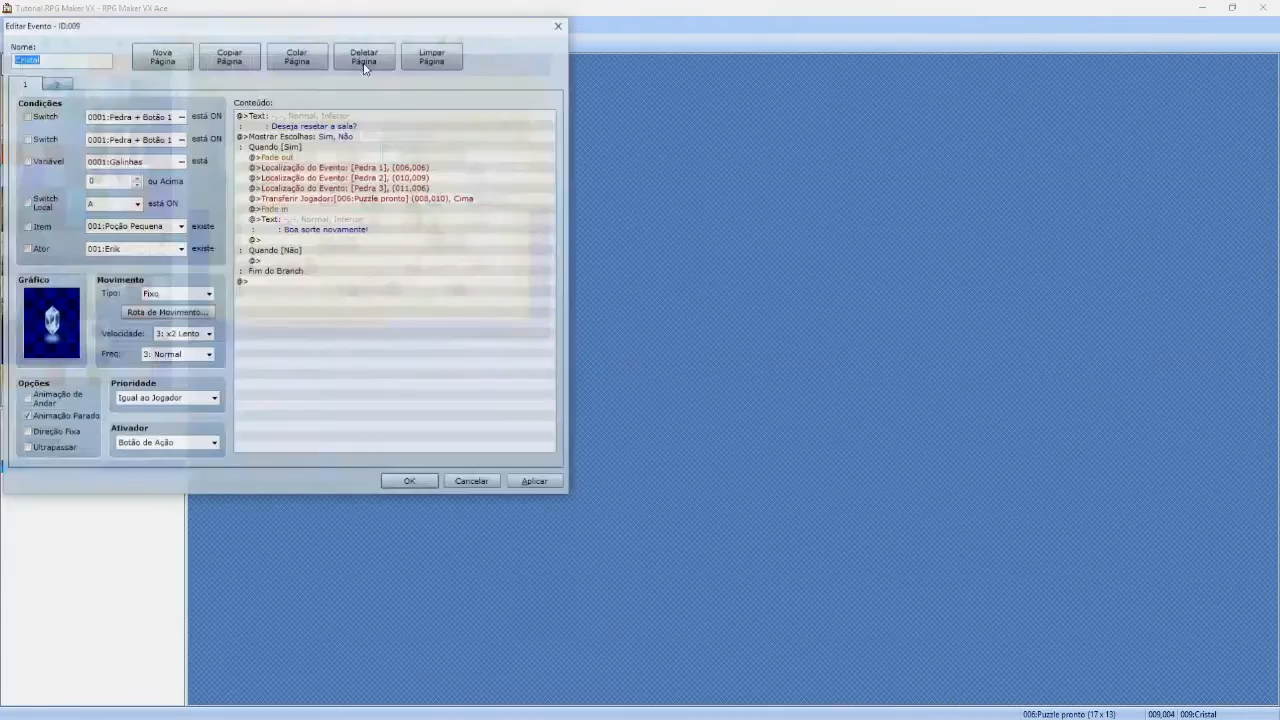 Tutorial RPG Maker VX - RPG Maker VX Ace
Editar Evento - ID:009
Nome:
Cristal
Nova Página
Copiar Página
Colar Página
Deletar Página
Limpar Página
1
2
Condições
Switch 0001:Pedra + Botão 1 está ON
Switch 0001:Pedra + Botão 1 está ON
Variável 0001:Galinhas está
0 ou Acima
Switch Local A está ON
Item 001:Poção Pequena existe
Ator 001:Erik existe
Gráfico
Movimento
Tipo: Fixo
Rota de Movimento...
Velocidade: 3: x2 Lento
Freq: 3: Normal
Opções
Animação de Andar
Animação Parado
Direção Fixa
Ultrapassar
Prioridade
Igual ao Jogador
Ativador
Botão de Ação
Conteúdo:
@>Text: -,-, Normal, Inferior
: : Deseja resetar a sala?
@>Mostrar Escolhas: Sim, Não
: Quando [Sim]
@>Fade out
@>Localização do Evento: [Pedra 1], (006,006)
@>Localização do Evento: [Pedra 2], (010,009)
@>Localização do Evento: [Pedra 3], (011,006)
@>Transferir Jogador:[006:Puzzle pronto] (008,010), Cima
@>Fade in
@>Text: -,-, Normal, Inferior
: : Boa sorte novamente!
@>
: Quando [Não]
@>
: Fim do Branch
@>
OK
Cancelar
Aplicar
006:Puzzle pronto (17 x 13)
009,004
009:Cristal